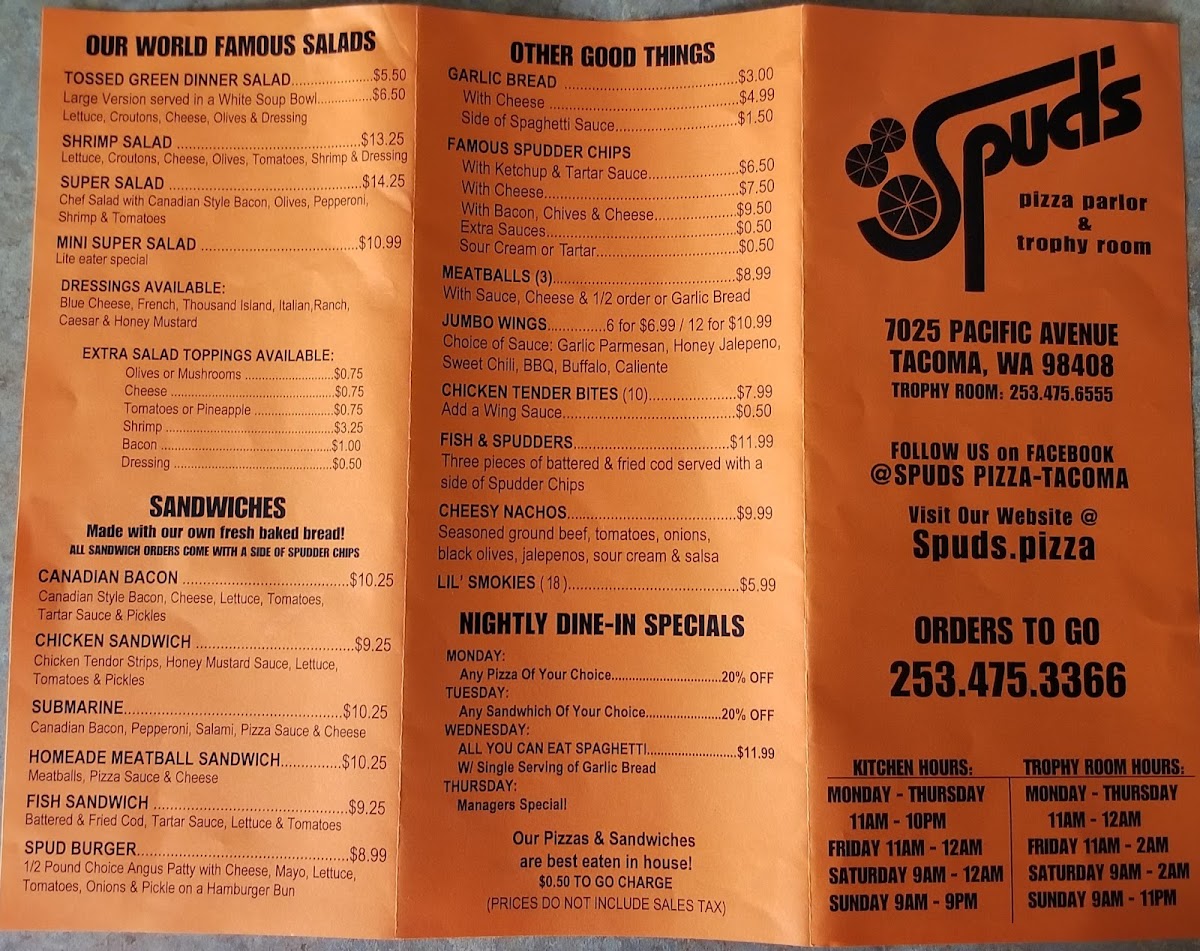 OUR WORLD FAMOUS SALADS
TOSSED GREEN DINNER SALAD..................$5.50
Large Version served in a White Soup Bowl.............$6.50
Lettuce, Croutons, Cheese, Olives & Dressing
SHRIMP SALAD ........................................$13.25
Lettuce, Croutons, Cheese, Olives, Tomatoes, Shrimp & Dressing
SUPER SALAD ..........................................$14.25
Chef Salad with Canadian Style Bacon, Olives, Pepperoni,
Shrimp & Tomatoes
MINI SUPER SALAD ..................................$10.99
Lite eater special
DRESSINGS AVAILABLE:
Blue Cheese, French, Thousand Island, Italian,Ranch,
Caesar & Honey Mustard
EXTRA SALAD TOPPINGS AVAILABLE:
Olives or Mushrooms ......................$0.75
Cheese .........................................$0.75
Tomatoes or Pineapple ....................$0.75
Shrimp ..........................................$3.25
Bacon ...........................................$1.00
Dressing .......................................$0.50
SANDWICHES
Made with our own fresh baked bread!
ALL SANDWICH ORDERS COME WITH A SIDE OF SPUDDER CHIPS
CANADIAN BACON ....................................$10.25
Canadian Style Bacon, Cheese, Lettuce, Tomatoes,
Tartar Sauce & Pickles
CHICKEN SANDWICH ..................................$9.25
Chicken Tendor Strips, Honey Mustard Sauce, Lettuce,
Tomatoes & Pickles
SUBMARINE...............................................$10.25
Canadian Bacon, Pepperoni, Salami, Pizza Sauce & Cheese
HOMEADE MEATBALL SANDWICH.............$10.25
Meatballs, Pizza Sauce & Cheese
FISH SANDWICH .........................................$9.25
Battered & Fried Cod, Tartar Sauce, Lettuce & Tomatoes
SPUD BURGER............................................$8.99
1/2 Pound Choice Angus Patty with Cheese, Mayo, Lettuce,
Tomatoes, Onions & Pickle on a Hamburger Bun
OTHER GOOD THINGS
GARLIC BREAD ...................................$3.00
With Cheese .......................................$4.99
Side of Spaghetti Sauce.........................$1.50
FAMOUS SPUDDER CHIPS
With Ketchup & Tartar Sauce...................$6.50
With Cheese........................................$7.50
With Bacon, Chives & Cheese.................$9.50
Extra Sauces.......................................$0.50
Sour Cream or Tartar.............................$0.50
MEATBALLS (3)......................................$8.99
With Sauce, Cheese & 1/2 order or Garlic Bread
JUMBO WINGS.............6 for $6.99 / 12 for $10.99
Choice of Sauce: Garlic Parmesan, Honey Jalepeno,
Sweet Chili, BBQ, Buffalo, Caliente
CHICKEN TENDER BITES (10).......................$7.99
Add a Wing Sauce....................................$0.50
FISH & SPUDDERS..................................$11.99
Three pieces of battered & fried cod served with a
side of Spudder Chips
CHEESY NACHOS....................................$9.99
Seasoned ground beef, tomatoes, onions,
black olives, jalepenos, sour cream & salsa
LIL' SMOKIES ( 18 )....................................$5.99
NIGHTLY DINE-IN SPECIALS
MONDAY:
Any Pizza Of Your Choice...........................20% OFF
TUESDAY:
Any Sandwhich Of Your Choice...................20% OFF
WEDNESDAY:
ALL YOU CAN EAT SPAGHETTI......................$11.99
W/ Single Serving of Garlic Bread
THURSDAY:
Managers Special!
Our Pizzas & Sandwiches
are best eaten in house!
$0.50 TO GO CHARGE
(PRICES DO NOT INCLUDE SALES TAX)
Spud's
pizza parlor
&
trophy room
7025 PACIFIC AVENUE
TACOMA, WA 98408
TROPHY ROOM: 253.475.6555
FOLLOW US on FACEBOOK
@SPUDS PIZZA-TACOMA
Visit Our Website @
Spuds.pizza
ORDERS TO GO
253.475.3366
KITCHEN HOURS:
MONDAY - THURSDAY
11AM - 10PM
FRIDAY 11AM - 12AM
SATURDAY 9AM - 12AM
SUNDAY 9AM - 9PM
TROPHY ROOM HOURS:
MONDAY - THURSDAY
11AM - 12AM
FRIDAY 11AM - 2AM
SATURDAY 9AM - 2AM
SUNDAY 9AM - 11PM